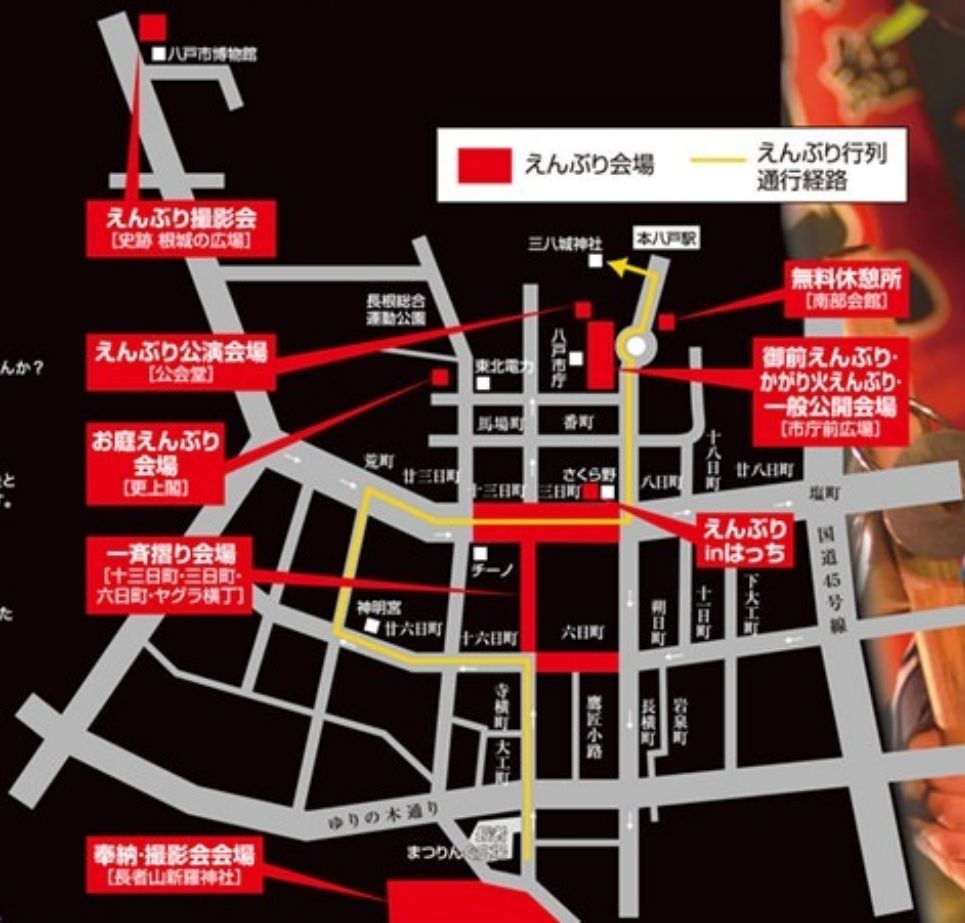 八戸市博物館
えんぶり会場
えんぶり行列
通行経路
えんぶり撮影会
[史跡 根城の広場]
三八城神社
本八戸駅
無料休憩所
[南部会館]
長根総合
運動公園
えんぶり公演会場
[公会堂]
んか?
東北電力
八戸市庁
御前えんぶり・
かがり火えんぶり・
一般公開会場
[市庁前広場]
お庭えんぶり
会場
[更上閣]
馬場町
番町
十八日町
荒町
廿三日町
十三日町
三日町
さくら野
八日町
廿八日町
塩町
と
。
えんぶり
inはっち
一斉摺り会場
[十三日町・三日町・
六日町・ヤグラ横丁]
チーノ
国道45号線
た
神明宮
廿六日町
十六日町
六日町
朔日町
十一日町
下大工町
寺横町
大工町
鷹匠小路
長横町
岩泉町
ゆりの木通り
長者
まつりんぐ
奉納・撮影会会場
[長者山新羅神社]